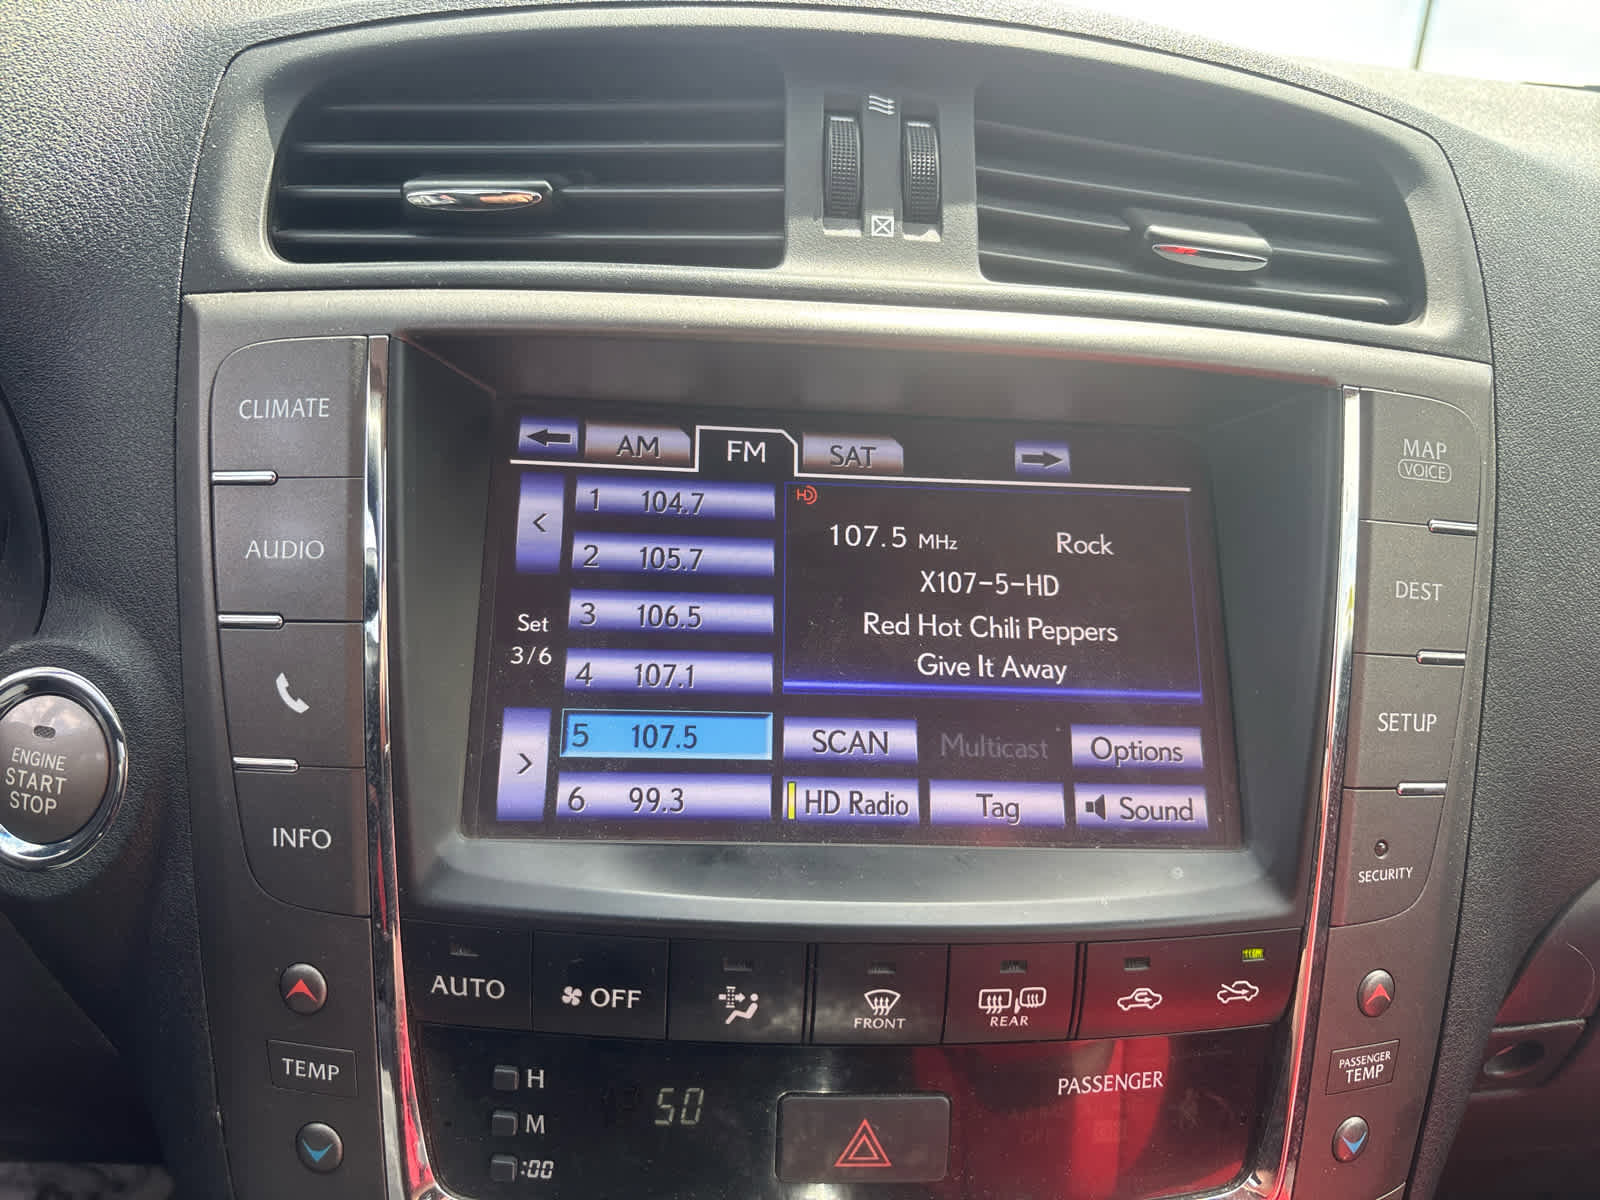 CLIMATE
AUDIO
INFO
ENGINE
START
STOP
TEMP
AM
FM
SAT
<
Set
3/6
>
1 104.7
2 105.7
3 106.5
4 107.1
5 107.5
6 99.3
HD
107.5 MHz
Rock
X107-5-HD
Red Hot Chili Peppers
Give It Away
SCAN
Multicast
Options
HD Radio
Tag
Sound
MAP
VOICE
DEST
SETUP
SECURITY
PASSENGER
TEMP
AUTO
OFF
FRONT
REAR
H
M
:00
50
PASSENGER